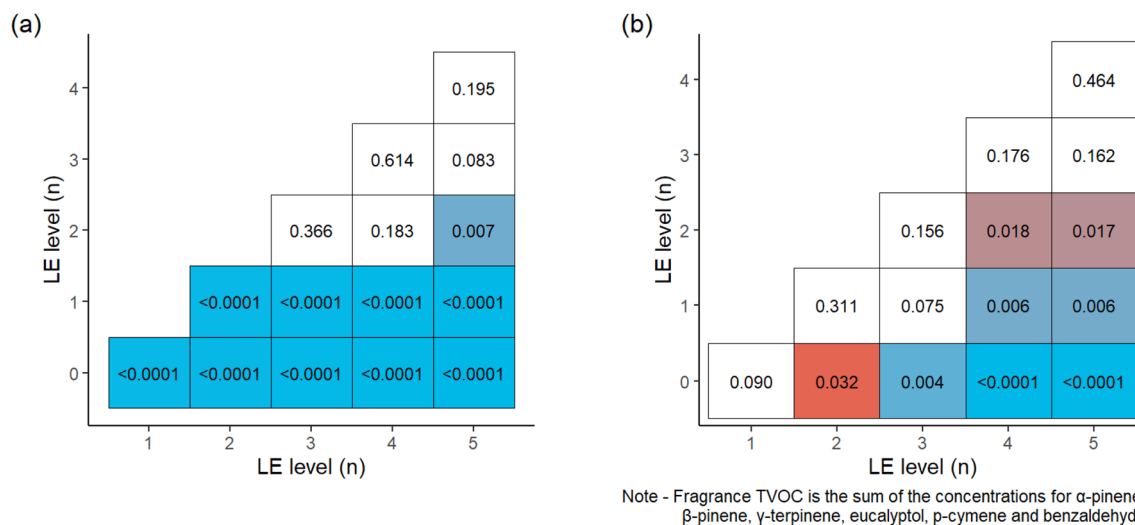 (a)
LE level (n)
4
0.195
3
0.614 0.083
2
0.366 0.183 0.007
1
<0.0001 <0.0001 <0.0001 <0.0001
0
<0.0001 <0.0001 <0.0001 <0.0001 <0.0001
1 2 3 4 5
LE level (n)
(b)
LE level (n)
4
0.464
3
0.176 0.162
2
0.156 0.018 0.017
1
0.311 0.075 0.006 0.006
0
0.090 0.032 0.004 <0.0001 <0.0001
1 2 3 4 5
LE level (n)
Note - Fragrance TVOC is the sum of the concentrations for α-pinene
β-pinene, γ-terpinene, eucalyptol, p-cymene and benzaldehyd